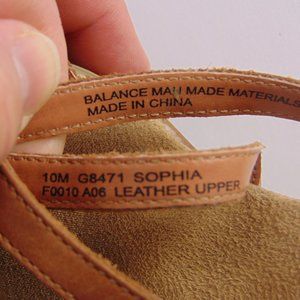 BALANCE MAN MADE MATERIALS
MADE IN CHINA
10M G8471 SOPHIA
F0010 A06 LEATHER UPPER